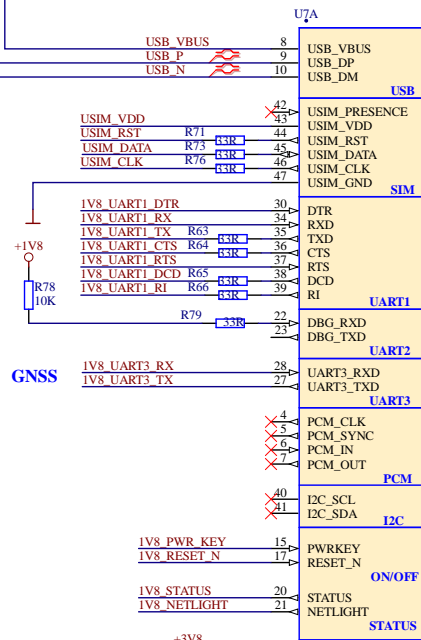 U7A
USB_VBUS 8 USB_VBUS
USB_P 9 USB_DP
USB_N 10 USB_DM
USB
42 USIM_PRESENCE
USIM_VDD 43 USIM_VDD
USIM_RST R71 33R 44 USIM_RST
USIM_DATA R73 33R 45 USIM_DATA
USIM_CLK R76 33R 46 USIM_CLK
47 USIM_GND
SIM
1V8_UART1_DTR 30 DTR
1V8_UART1_RX 34 RXD
1V8_UART1_TX R63 33R 35 TXD
1V8_UART1_CTS R64 33R 36 CTS
1V8_UART1_RTS 37 RTS
1V8_UART1_DCD R65 33R 38 DCD
1V8_UART1_RI R66 33R 39 RI
UART1
+1V8
R78
10K
R79 33R 22 DBG_RXD
23 DBG_TXD
UART2
GNSS
1V8_UART3_RX 28 UART3_RXD
1V8_UART3_TX 27 UART3_TXD
UART3
4 PCM_CLK
5 PCM_SYNC
6 PCM_IN
7 PCM_OUT
PCM
40 I2C_SCL
41 I2C_SDA
I2C
1V8_PWR_KEY 15 PWRKEY
1V8_RESET_N 17 RESET_N
ON/OFF
1V8_STATUS 20 STATUS
1V8_NETLIGHT 21 NETLIGHT
STATUS
+3V8